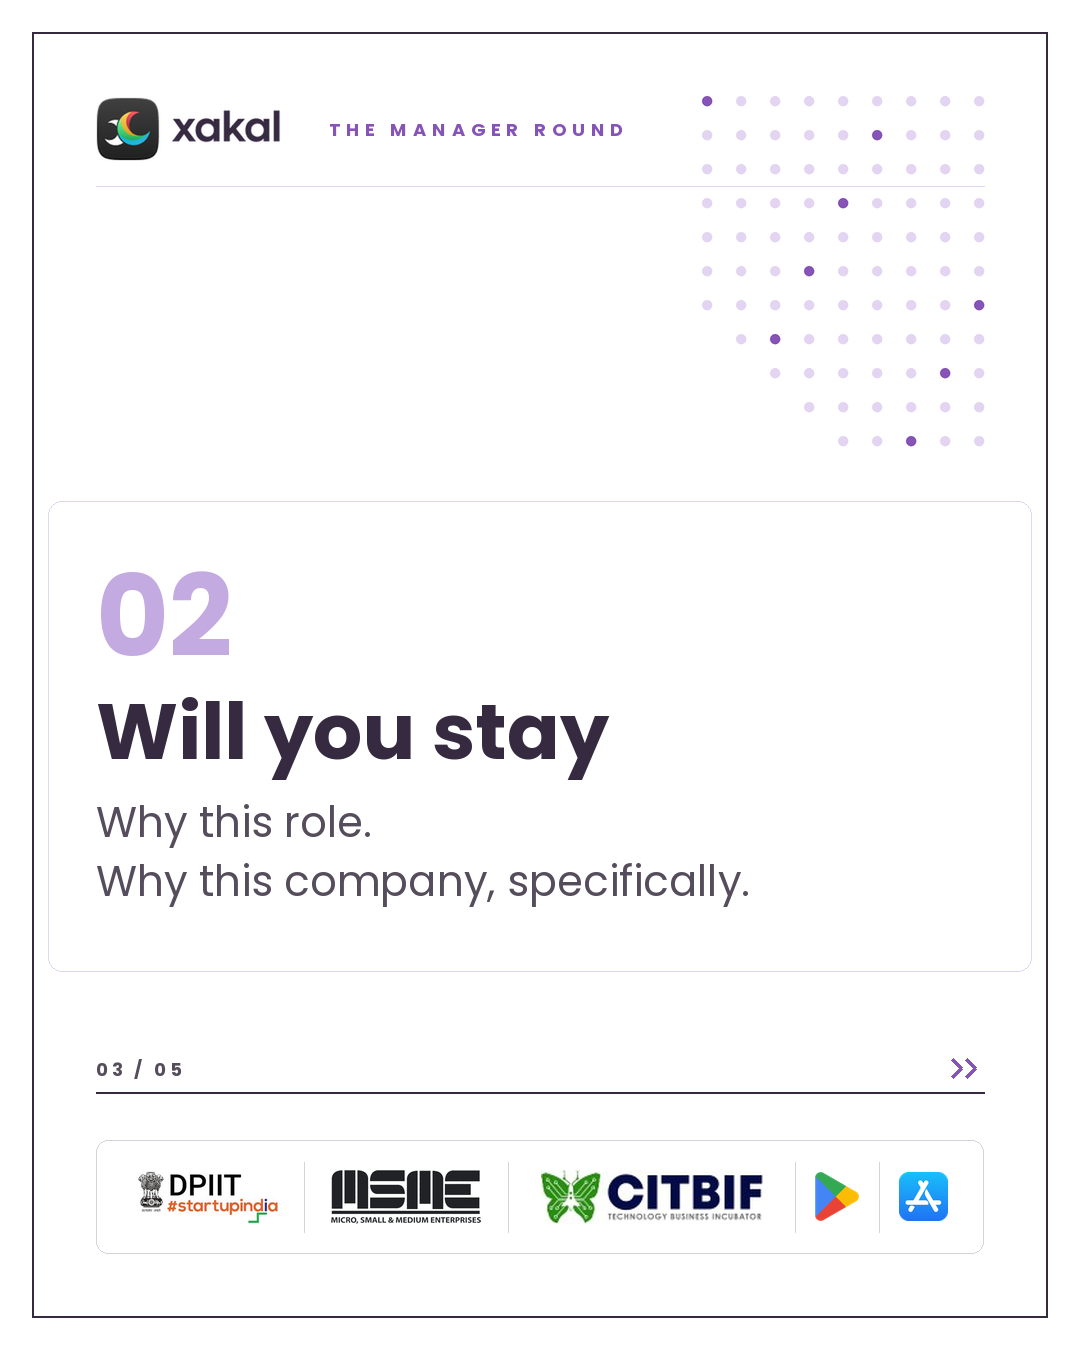 xakal
THE MANAGER ROUND
02
Will you stay
Why this role.
Why this company, specifically.
03 / 05
DPIIT
#startupindia
MSME
MICRO, SMALL & MEDIUM ENTERPRISES
CITBIF
TECHNOLOGY BUSINESS INCUBATOR